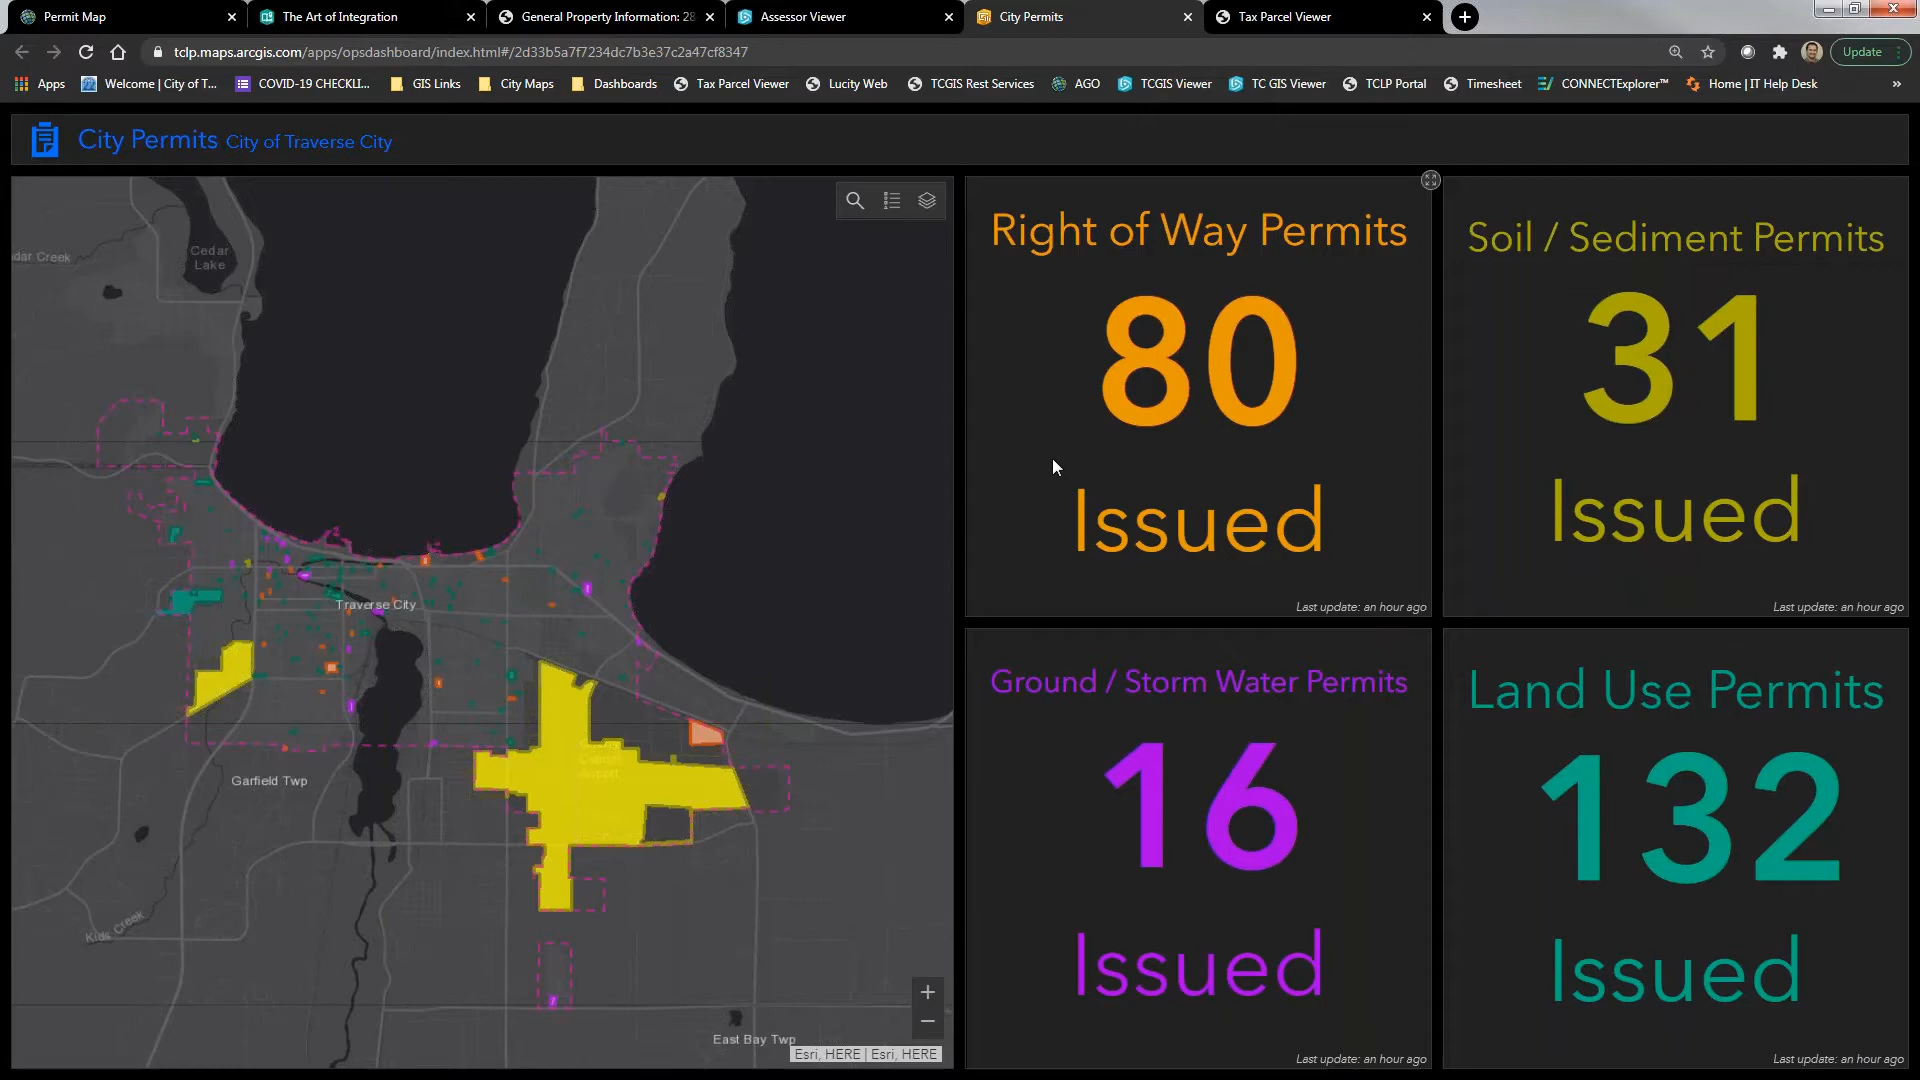 Permit Map
The Art of Integration
General Property Information: 28
Assessor Viewer
City Permits
Tax Parcel Viewer
tclp.maps.arcgis.com/apps/opsdashboard/index.html#/2d33b5a7f7234dc7b3e37c2a47cf8347
Update
Apps
Welcome | City of T...
COVID-19 CHECKLI...
GIS Links
City Maps
Dashboards
Tax Parcel Viewer
Lucity Web
TCGIS Rest Services
AGO
TCGIS Viewer
TC GIS Viewer
TCLP Portal
Timesheet
CONNECTExplorer™
Home | IT Help Desk
»
City Permits City of Traverse City
Cedar
Lake
dar Creek
Traverse City
Garfield Twp
Kids Creek
East Bay Twp
+
−
Esri, HERE | Esri, HERE
Right of Way Permits
80
Issued
Last update: an hour ago
Soil / Sediment Permits
31
Issued
Last update: an hour ago
Ground / Storm Water Permits
16
Issued
Last update: an hour ago
Land Use Permits
132
Issued
Last update: an hour ago